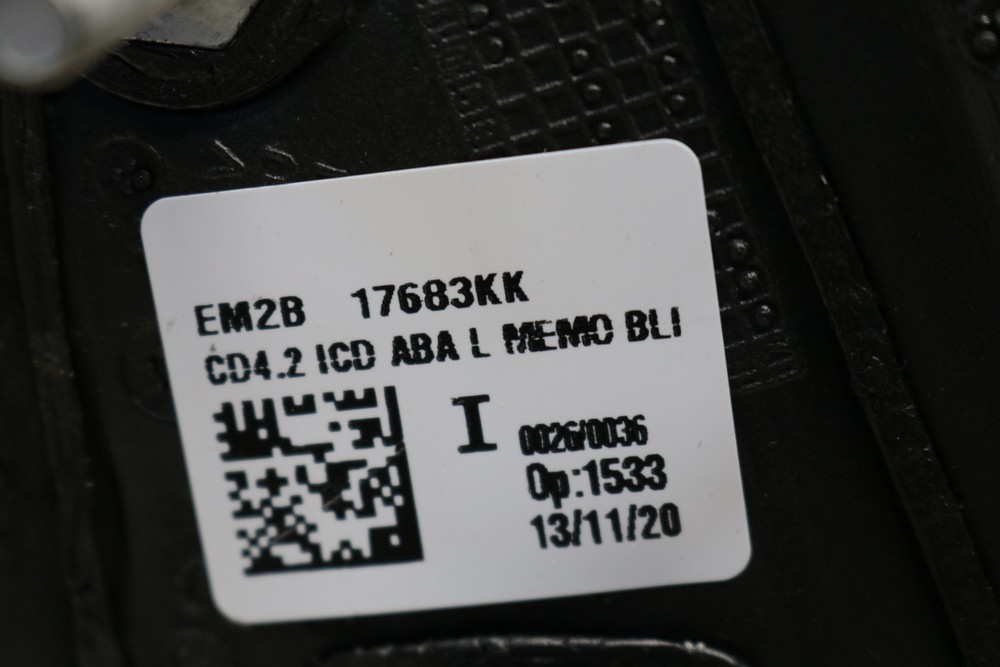 EM2B 17683KK
CD4.2 ICD ABA L MEMO BLI
I
0026/0036
Op:1533
13/11/20